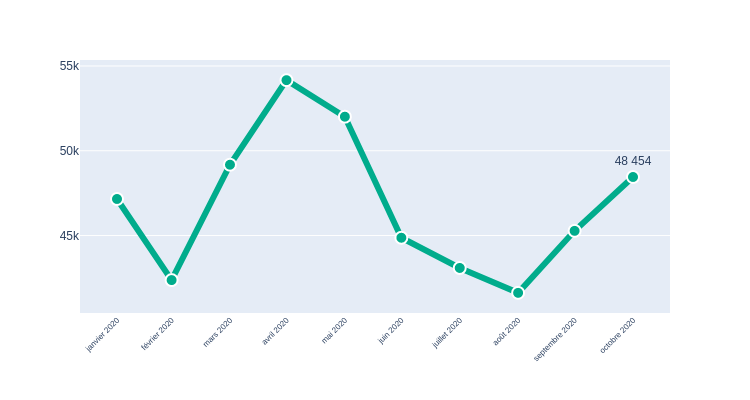 55k
50k
45k
48 454
janvier 2020
février 2020
mars 2020
avril 2020
mai 2020
juin 2020
juillet 2020
août 2020
septembre 2020
octobre 2020